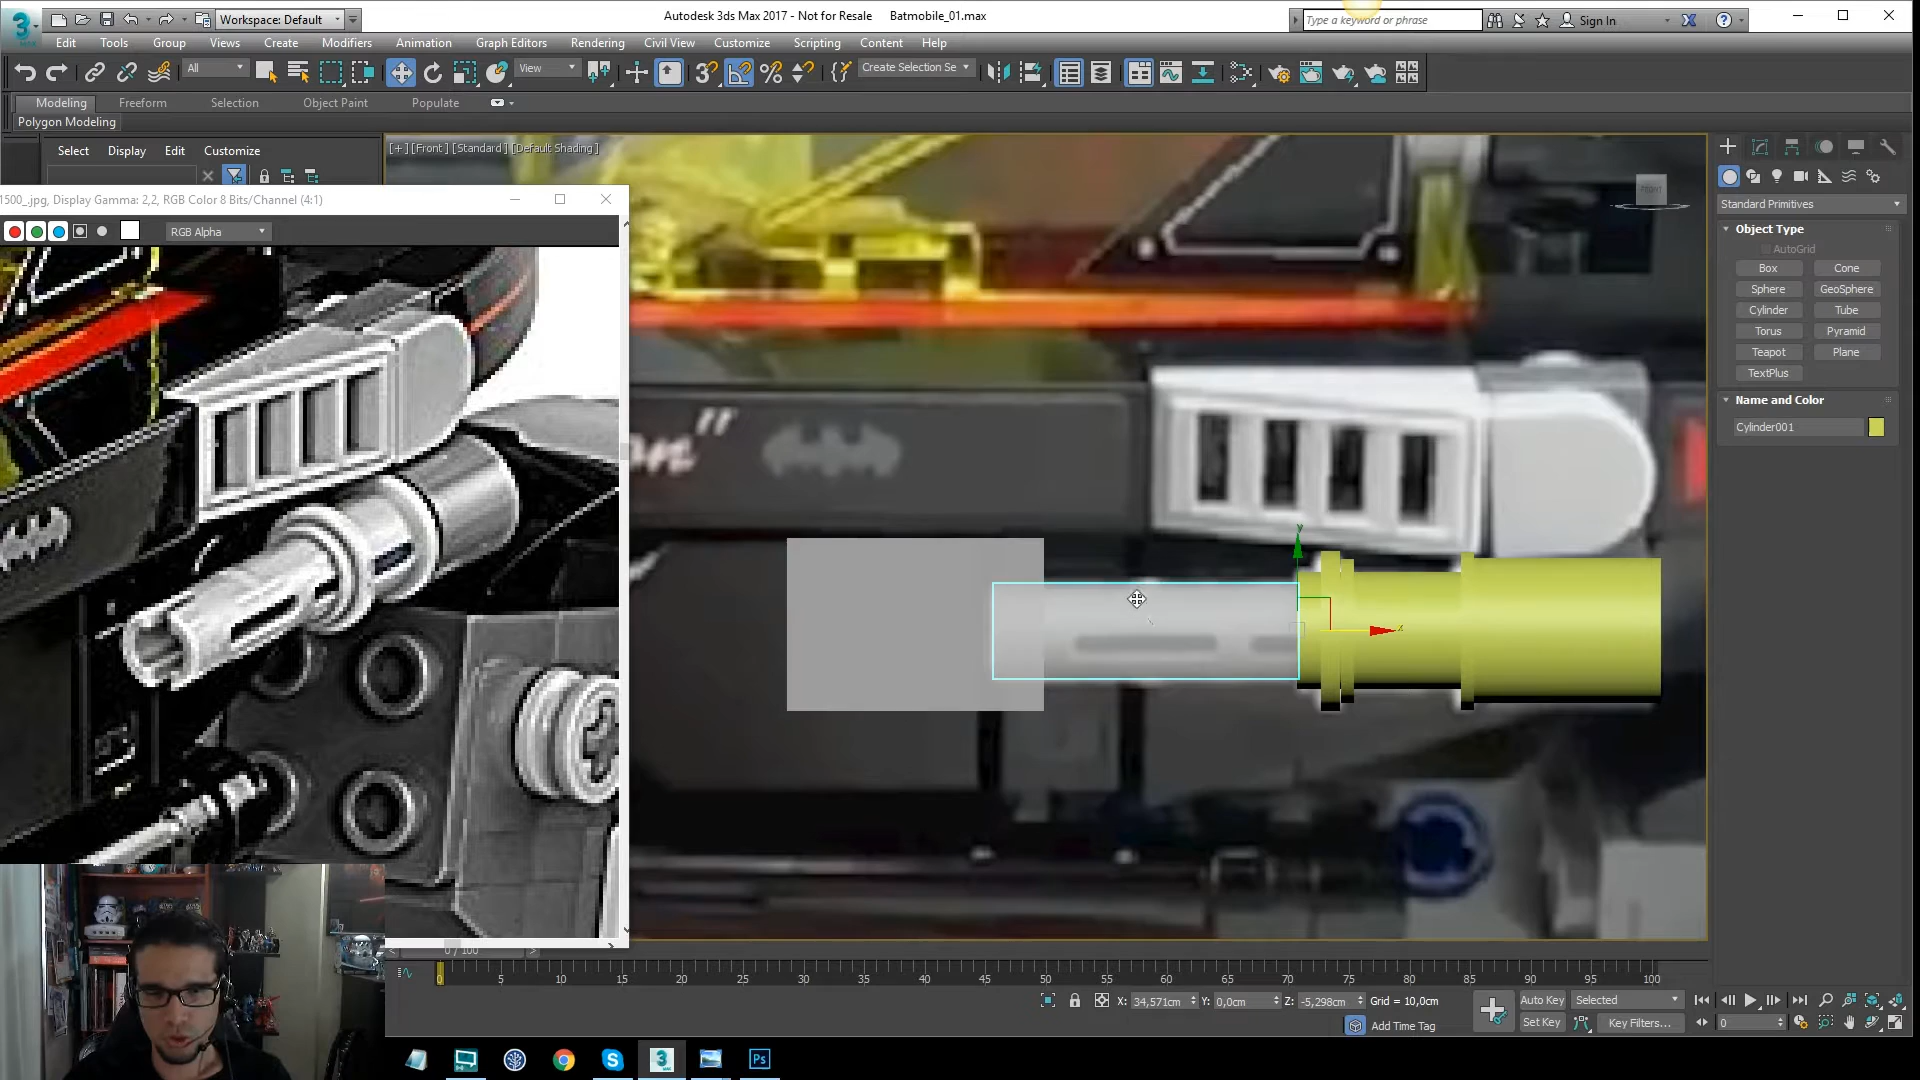 Workspace: Default
Autodesk 3ds Max 2017 - Not for Resale    Batmobile_01.max
Type a keyword or phrase
Sign In
Edit Tools Group Views Create Modifiers Animation Graph Editors Rendering Civil View Customize Scripting Content Help
All
View
Create Selection Se
Modeling Freeform Selection Object Paint Populate
Polygon Modeling
Select Display Edit Customize
[+] [Front] [Standard] [Default Shading]
FRONT
1500_.jpg, Display Gamma: 2,2, RGB Color 8 Bits/Channel (4:1)
RGB Alpha
on"
y
x
Standard Primitives
Object Type
AutoGrid
Box Cone
Sphere GeoSphere
Cylinder Tube
Torus Pyramid
Teapot Plane
TextPlus
Name and Color
Cylinder001
0 / 100
0 5 10 15 20 25 30 35 40 45 50 55 60 65 70 75 80 85 90 95 100
X: 34,571cm Y: 0,0cm Z: -5,298cm Grid = 10,0cm
Add Time Tag
Auto Key Selected
Set Key Key Filters...
0
Ps